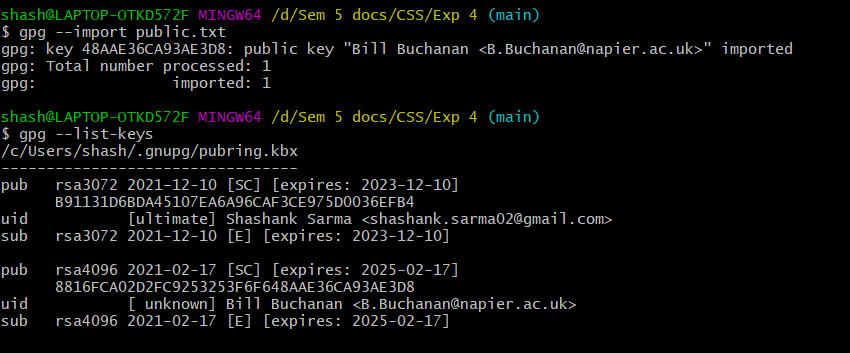 shash@LAPTOP-OTKD572F MINGW64 /d/Sem 5 docs/CSS/Exp 4 (main)
$ gpg --import public.txt
gpg: key 48AAE36CA93AE3D8: public key "Bill Buchanan <B.Buchanan@napier.ac.uk>" imported
gpg: Total number processed: 1
gpg:               imported: 1

shash@LAPTOP-OTKD572F MINGW64 /d/Sem 5 docs/CSS/Exp 4 (main)
$ gpg --list-keys
/c/Users/shash/.gnupg/pubring.kbx
---------------------------------
pub   rsa3072 2021-12-10 [SC] [expires: 2023-12-10]
      B91131D6BDA45107EA6A96CAF3CE975D0036EFB4
uid           [ultimate] Shashank Sarma <shashank.sarma02@gmail.com>
sub   rsa3072 2021-12-10 [E] [expires: 2023-12-10]

pub   rsa4096 2021-02-17 [SC] [expires: 2025-02-17]
      8816FCA02D2FC9253253F6F648AAE36CA93AE3D8
uid           [ unknown] Bill Buchanan <B.Buchanan@napier.ac.uk>
sub   rsa4096 2021-02-17 [E] [expires: 2025-02-17]